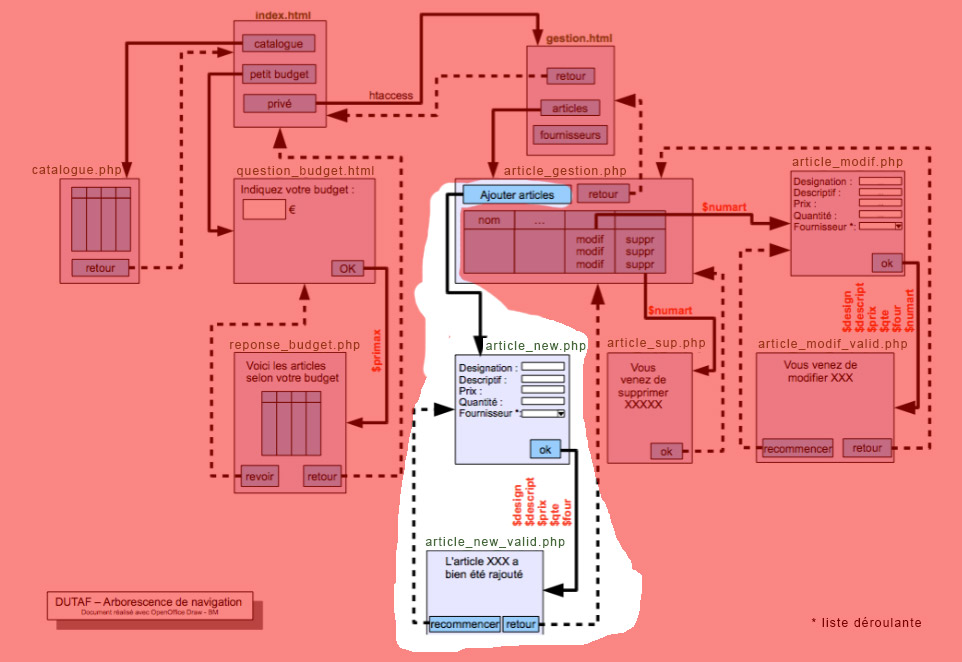 index.html
catalogue
petit budget
privé
htaccess
gestion.html
retour
articles
fournisseurs
catalogue.php
retour
question_budget.html
Indiquez votre budget :
€
OK
$primax
reponse_budget.php
Voici les articles
selon votre budget
revoir
retour
article_gestion.php
Ajouter articles
retour
nom
...
modif
suppr
modif
suppr
modif
suppr
$numart
$numart
article_modif.php
Designation :
Descriptif :
Prix :
Quantité :
Fournisseur *:
ok
$design
$descript
$prix
$qte
$four
$numart
article_modif_valid.php
Vous venez de
modifier XXX
recommencer
retour
article_sup.php
Vous
venez de
supprimer
XXXXX
ok
article_new.php
Designation :
Descriptif :
Prix :
Quantité :
Fournisseur *:
ok
$design
$descript
$prix
$qte
$four
article_new_valid.php
L'article XXX a
bien été rajouté
recommencer
retour
DUTAF – Arborescence de navigation
Document réalisé avec OpenOffice Draw - BM
* liste déroulante